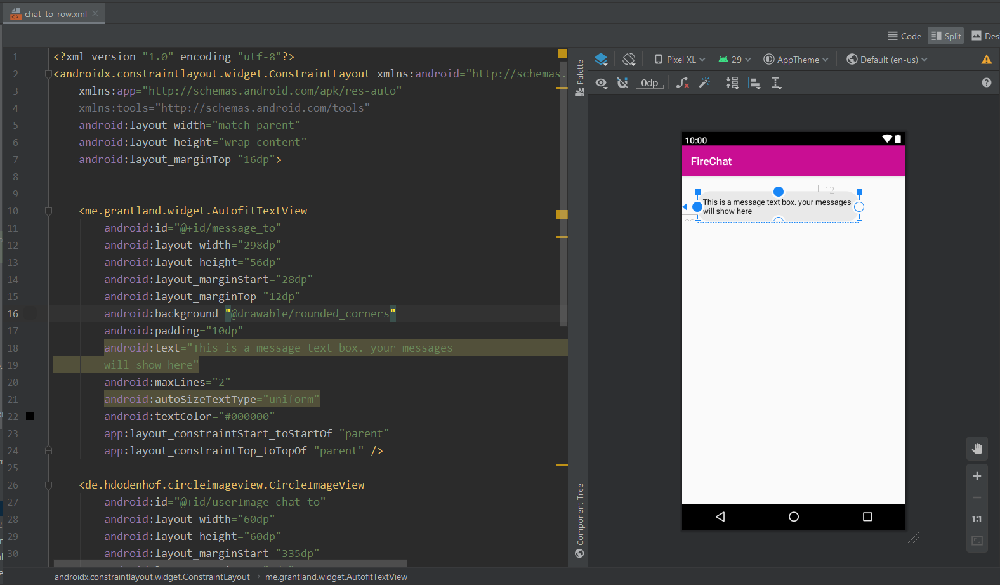 chat_to_row.xml
Code
Split
Des
1 <?xml version="1.0" encoding="utf-8"?>
2 <androidx.constraintlayout.widget.ConstraintLayout xmlns:android="http://schemas.
3 xmlns:app="http://schemas.android.com/apk/res-auto"
4 xmlns:tools="http://schemas.android.com/tools"
5 android:layout_width="match_parent"
6 android:layout_height="wrap_content"
7 android:layout_marginTop="16dp">
8
9
10 <me.grantland.widget.AutofitTextView
11 android:id="@+id/message_to"
12 android:layout_width="298dp"
13 android:layout_height="56dp"
14 android:layout_marginStart="28dp"
15 android:layout_marginTop="12dp"
16 android:background="@drawable/rounded_corners"
17 android:padding="10dp"
18 android:text="This is a message text box. your messages
19 will show here"
20 android:maxLines="2"
21 android:autoSizeTextType="uniform"
22 android:textColor="#000000"
23 app:layout_constraintStart_toStartOf="parent"
24 app:layout_constraintTop_toTopOf="parent" />
25
26 <de.hdodenhof.circleimageview.CircleImageView
27 android:id="@+id/userImage_chat_to"
28 android:layout_width="60dp"
29 android:layout_height="60dp"
30 android:layout_marginStart="335dp"
androidx.constraintlayout.widget.ConstraintLayout
me.grantland.widget.AutofitTextView
Palette
Component Tree
Pixel XL
29
AppTheme
Default (en-us)
0dp
10:00
FireChat
12
This is a message text box. your messages
will show here
1:1